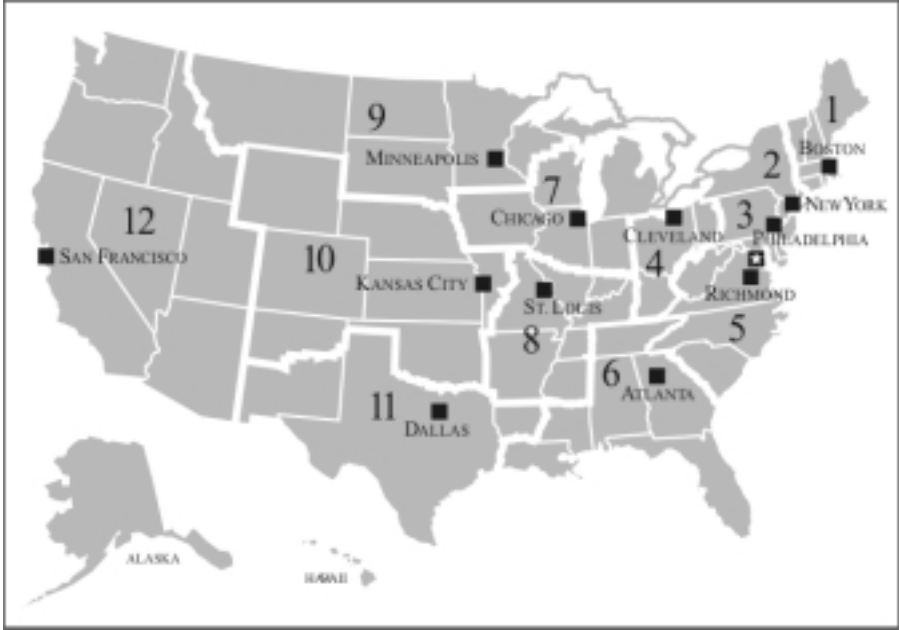 1
9
BOSTON
MINNEAPOLIS
2
7
NEW YORK
CHICAGO
12
3
CLEVELAND
PHILADELPHIA
SAN FRANCISCO
10
4
KANSAS CITY
RICHMOND
ST. LOUIS
5
8
6
ATLANTA
11
DALLAS
ALASKA
HAWAII